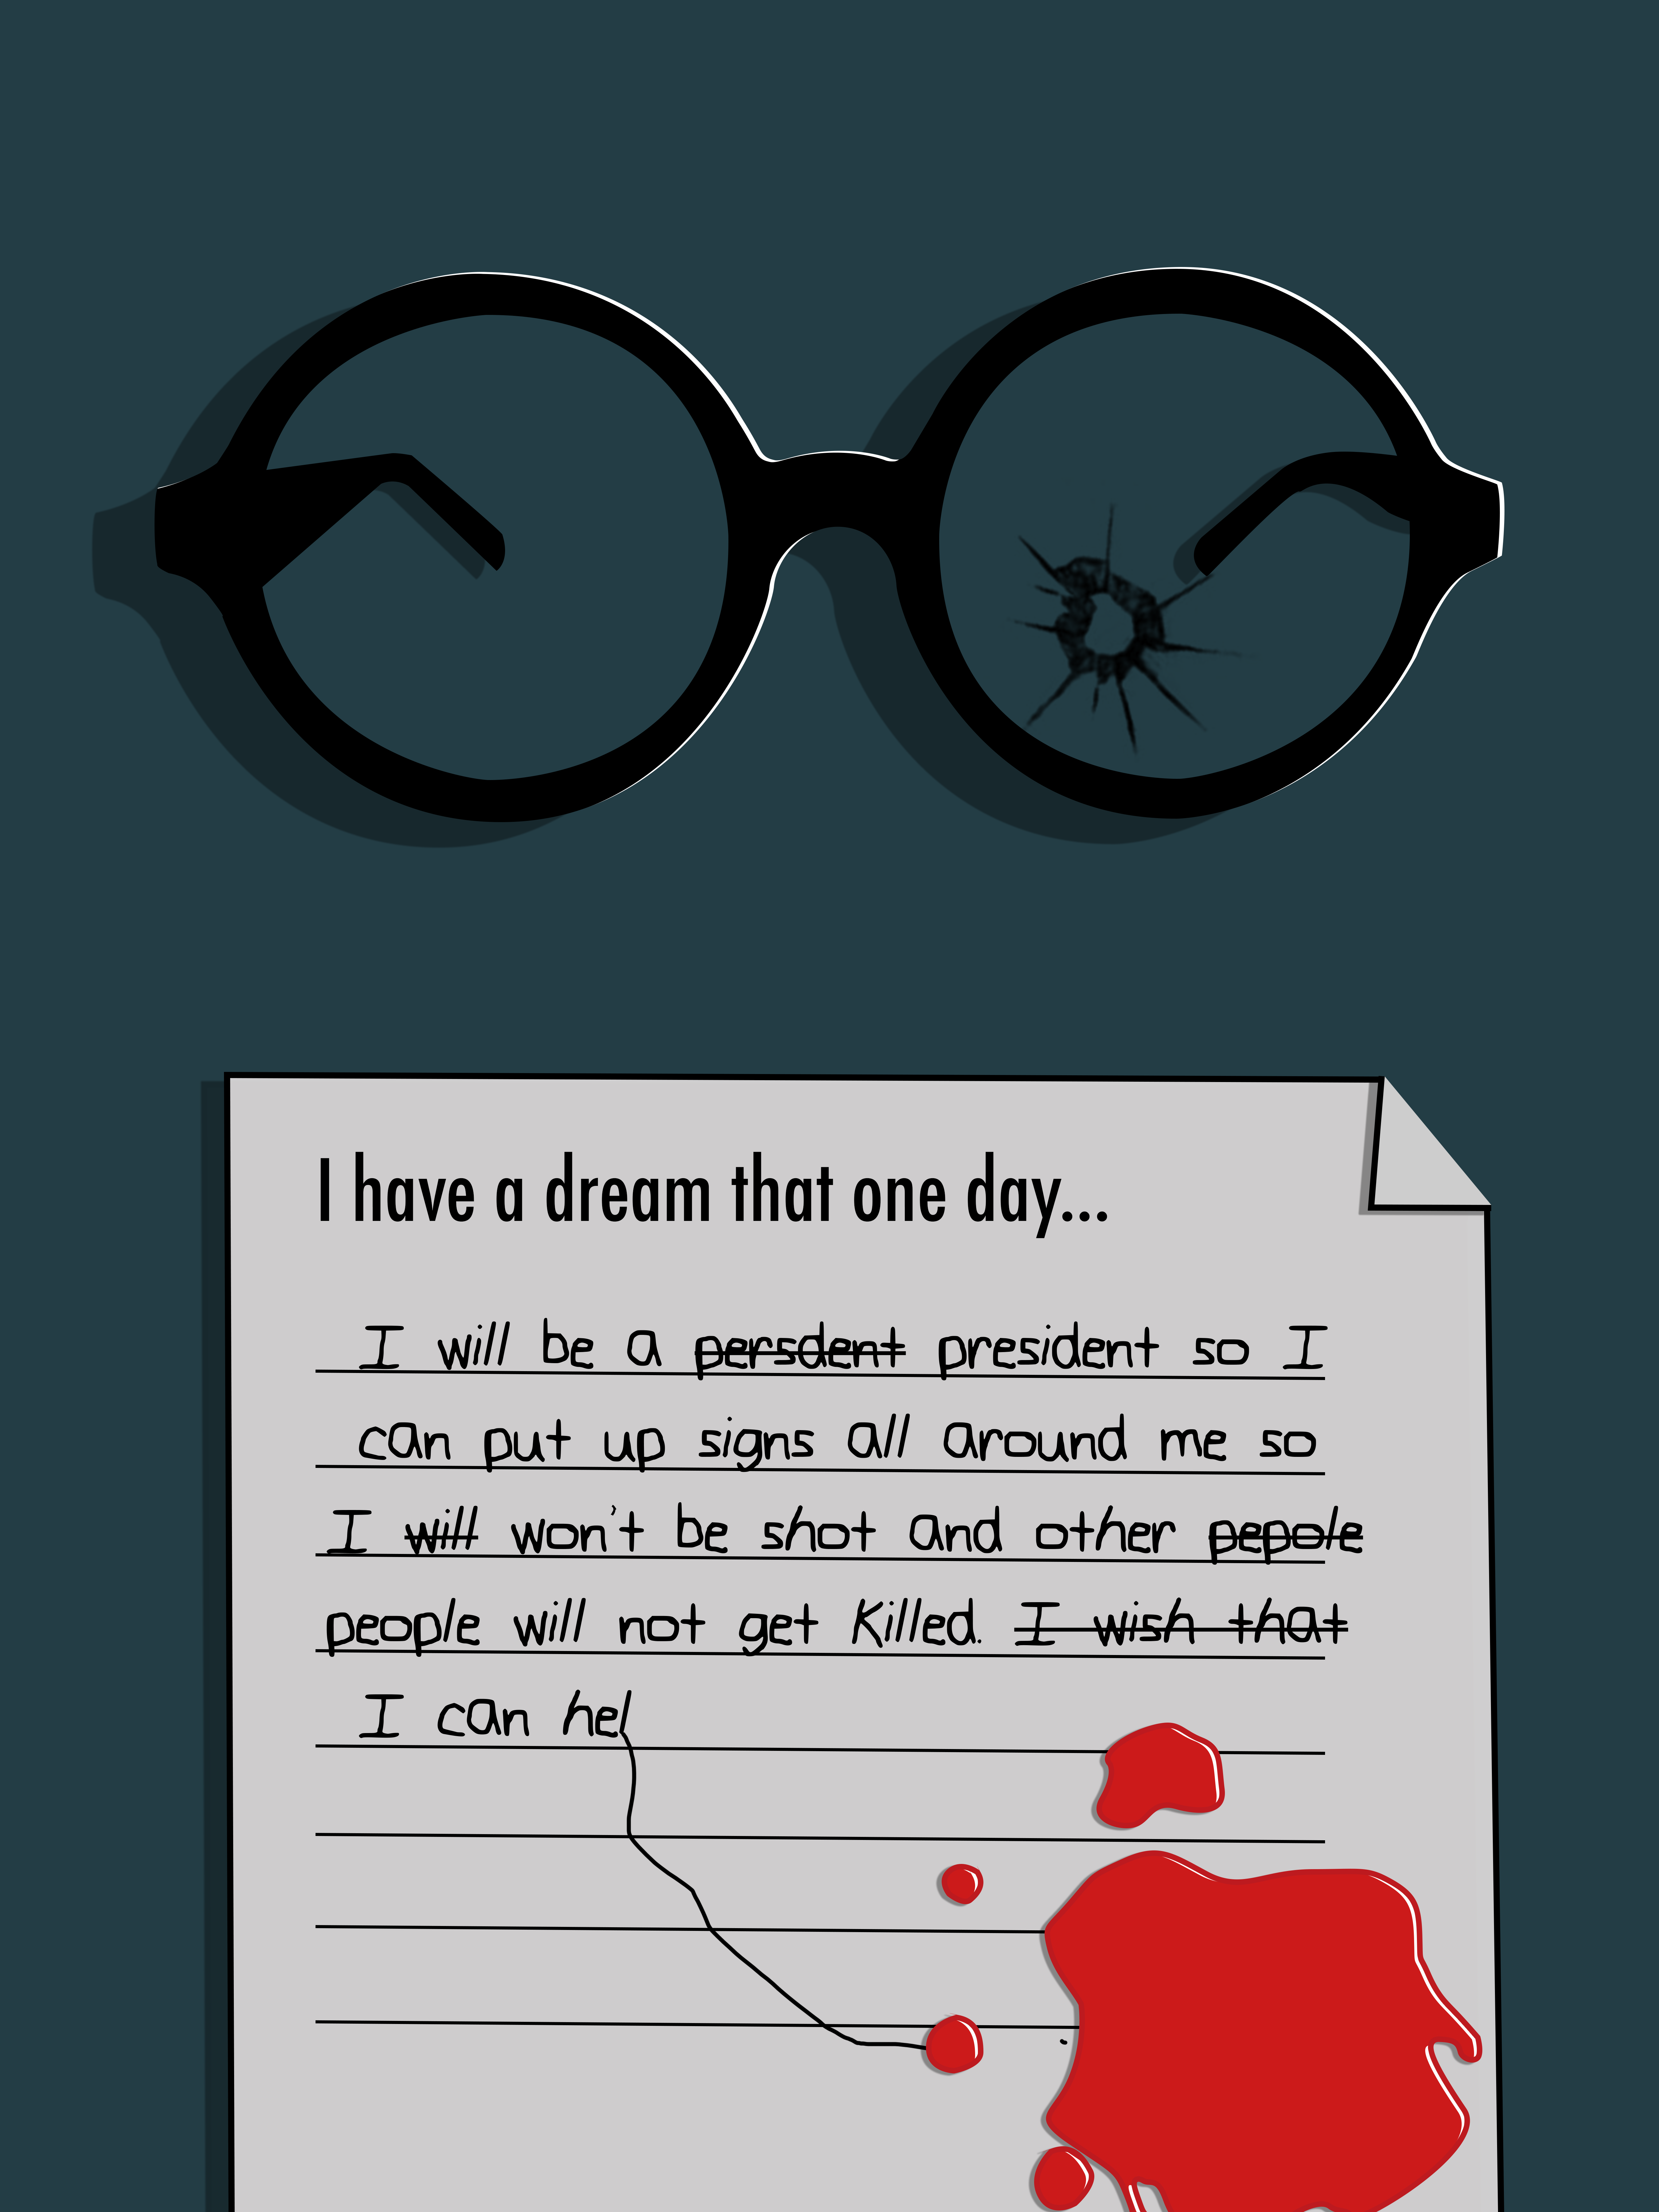 I have a dream that one day...
I will be a persdent president so I
can put up signs all around me so
I will won't be shot and other pepole
people will not get killed. I wish that
I can hel